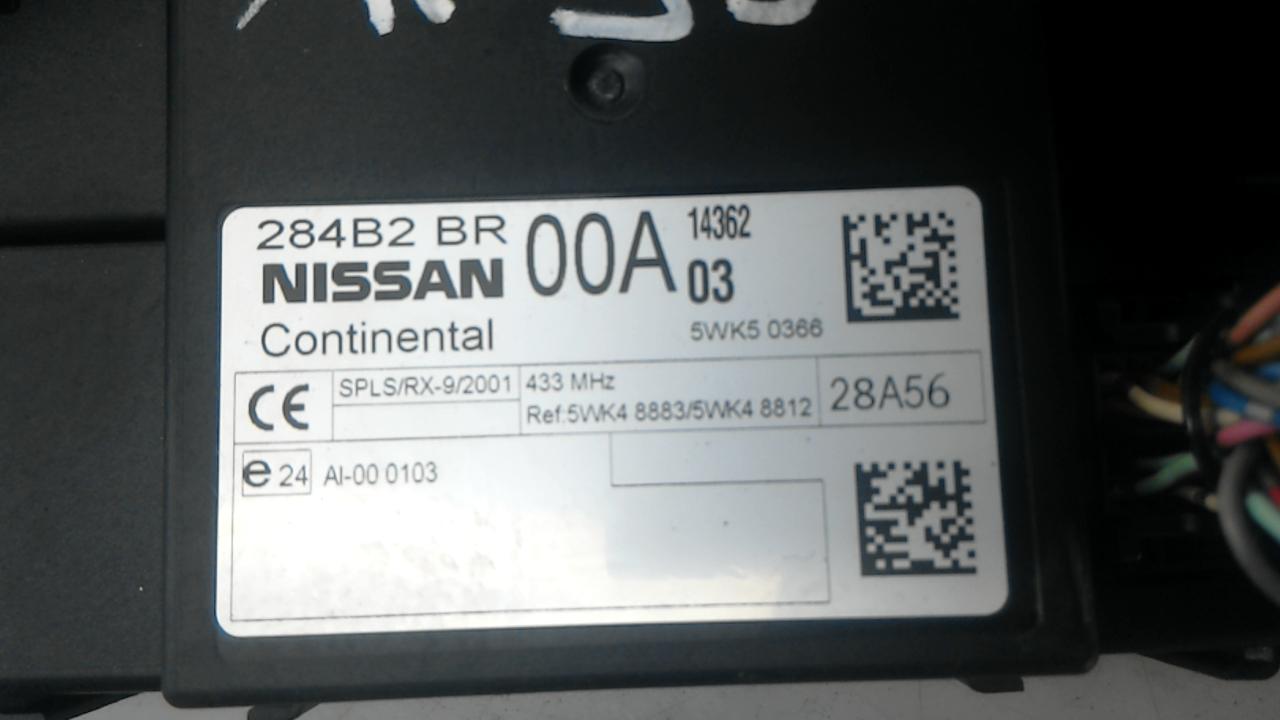 284B2 BR 00A 14362
NISSAN 03
Continental 5WK5 0366
CE SPLS/RX-9/2001 433 MHz 28A56
Ref:5WK4 8883/5WK4 8812
e 24 AI-00 0103